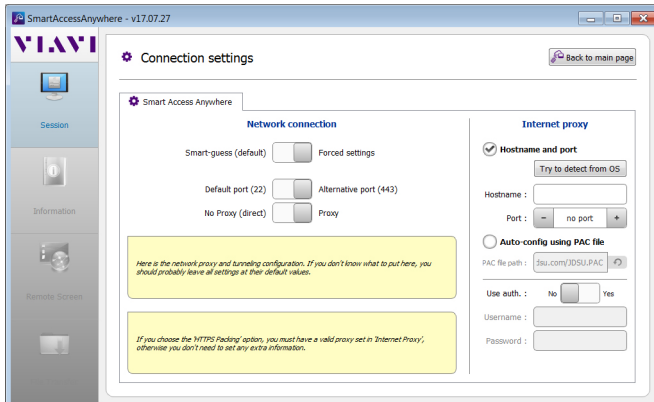 SmartAccessAnywhere - v17.07.27
VIAVI
Connection settings
Back to main page
Session
Information
Remote Screen
Smart Access Anywhere
Network connection
Smart-guess (default) Forced settings
Default port (22) Alternative port (443)
No Proxy (direct) Proxy
Here is the network proxy and tunneling configuration. If you don't know what to put here, you
should probably leave all settings at their default values.
If you choose the 'HTTPS Packing' option, you must have a valid proxy set in 'Internet Proxy',
otherwise you don't need to set any extra information.
Internet proxy
Hostname and port
Try to detect from OS
Hostname :
Port : - no port +
Auto-config using PAC file
PAC file path : dsu.com/JDSU.PAC
Use auth. : No Yes
Username :
Password :